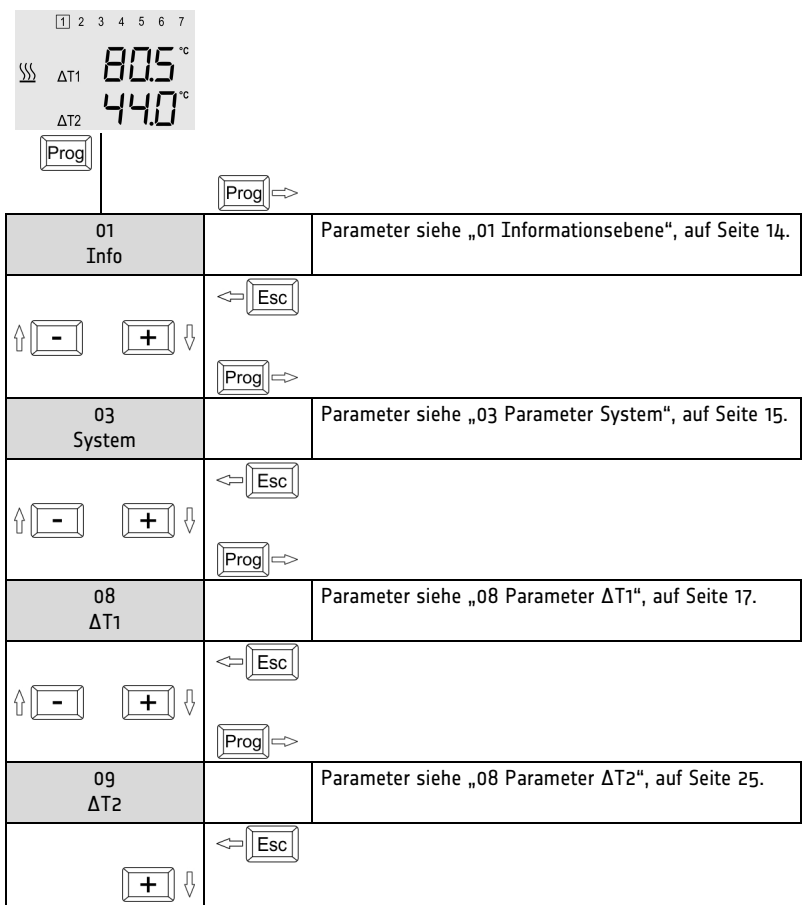 1 2 3 4 5 6 7
ΔT1 80.5 °C
ΔT2 44.0 °C
Prog
Prog
01
Info
Parameter siehe „01 Informationsebene“, auf Seite 14.
Esc
- +
Prog
03
System
Parameter siehe „03 Parameter System“, auf Seite 15.
Esc
- +
Prog
08
ΔT1
Parameter siehe „08 Parameter ΔT1“, auf Seite 17.
Esc
- +
Prog
09
ΔT2
Parameter siehe „08 Parameter ΔT2“, auf Seite 25.
Esc
+